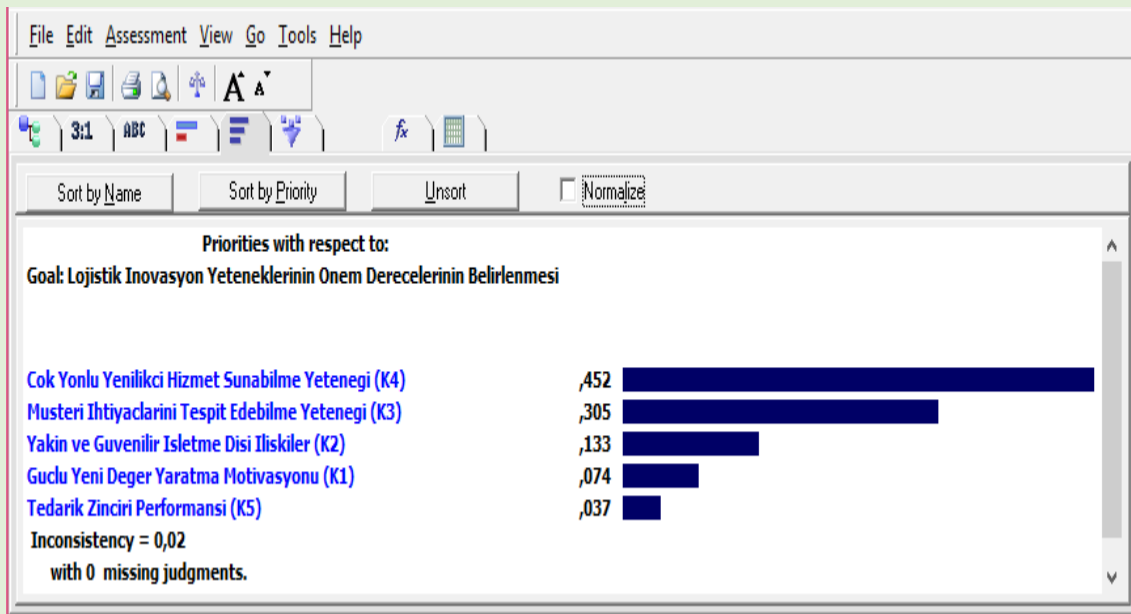 File Edit Assessment View Go Tools Help
A A
3:1 ABC fx
Sort by Name Sort by Priority Unsort Normalize
Priorities with respect to:
Goal: Lojistik Inovasyon Yeteneklerinin Onem Derecelerinin Belirlenmesi
Cok Yonlu Yenilikci Hizmet Sunabilme Yetenegi (K4) ,452
Musteri Ihtiyaclarini Tespit Edebilme Yetenegi (K3) ,305
Yakin ve Guvenilir Isletme Disi Iliskiler (K2) ,133
Guclu Yeni Deger Yaratma Motivasyonu (K1) ,074
Tedarik Zinciri Performansi (K5) ,037
Inconsistency = 0,02
with 0 missing judgments.